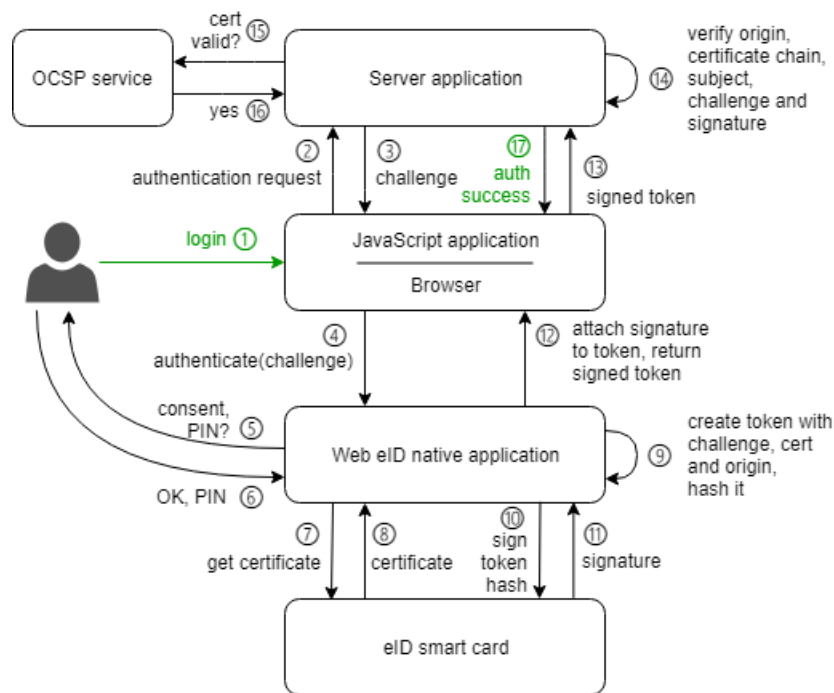 cert
valid? ⑮
OCSP service
Server application
verify origin,
certificate chain,
⑭ subject,
challenge and
signature
yes ⑯
②
authentication request
③
challenge
⑰
auth
success
⑬
signed token
login ①
JavaScript application
Browser
④
authenticate(challenge)
⑫ attach signature
to token, return
signed token
consent,
PIN? ⑤
Web eID native application
create token with
⑨ challenge, cert
and origin,
hash it
OK, PIN ⑥
⑦
get certificate
⑧
certificate
⑩
sign
token
hash
⑪
signature
eID smart card